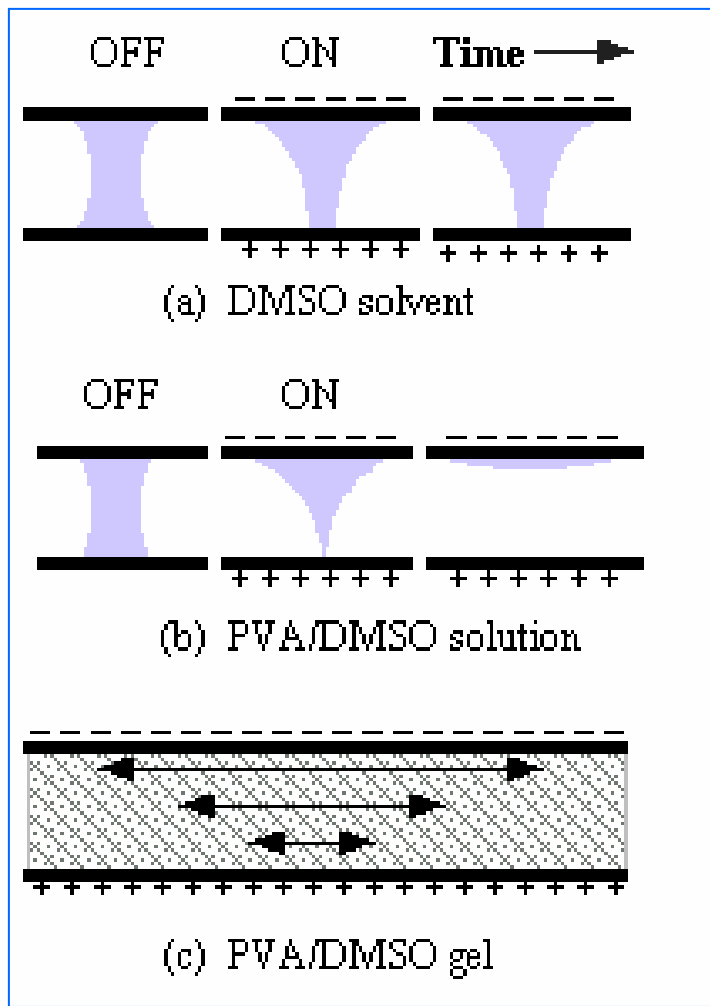 OFF ON Time
− − − − − −
+ + + + + + + + + + + +
(a) DMSO solvent
OFF ON
− − − − − −
+ + + + + + + + + + + +
(b) PVA/DMSO solution
+ + + + + + + + + + + + + + + + + + + +
(c) PVA/DMSO gel